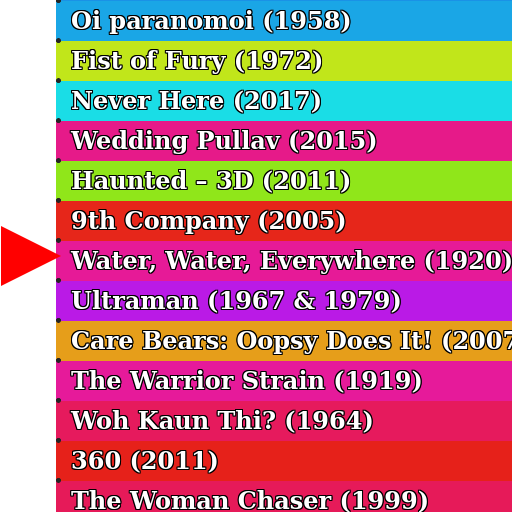 Oi paranomoi (1958)
Fist of Fury (1972)
Never Here (2017)
Wedding Pullav (2015)
Haunted – 3D (2011)
9th Company (2005)
Water, Water, Everywhere (1920)
Ultraman (1967 & 1979)
Care Bears: Oopsy Does It! (2007
The Warrior Strain (1919)
Woh Kaun Thi? (1964)
360 (2011)
The Woman Chaser (1999)